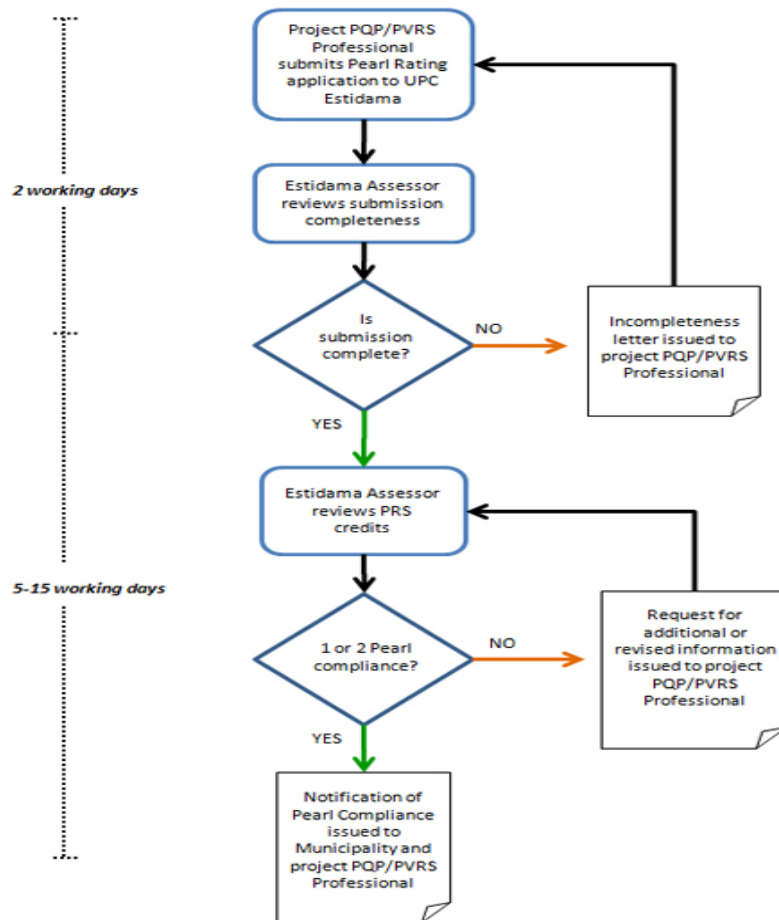 Project PQP/PVRS
Professional
submits Pearl Rating
application to UPC
Estidama
2 working days
Estidama Assessor
reviews submission
completeness
Is
submission
complete?
NO
Incompleteness
letter issued to
project PQP/PVRS
Professional
YES
Estidama Assessor
reviews PRS
credits
5-15 working days
1 or 2 Pearl
compliance?
NO
Request for
additional or
revised information
issued to project
PQP/PVRS
Professional
YES
Notification of
Pearl Compliance
issued to
Municipality and
project PQP/PVRS
Professional